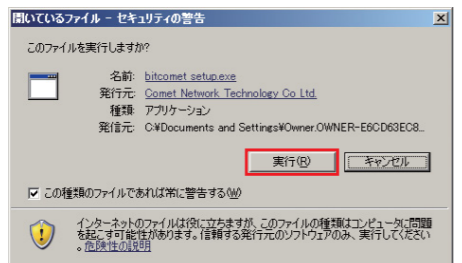 開いているファイル - セキュリティの警告
このファイルを実行しますか?
名前: bitcomet setup.exe
発行元: Comet Network Technology Co Ltd.
種類: アプリケーション
発信元: C:¥Documents and Settings¥Owner.OWNER-E6CD63EC8...
実行(R)
キャンセル
この種類のファイルであれば常に警告する(W)
インターネットのファイルは役に立ちますが、このファイルの種類はコンピュータに問題
を起こす可能性があります。信頼する発行元のソフトウェアのみ、実行してください
。危険性の説明